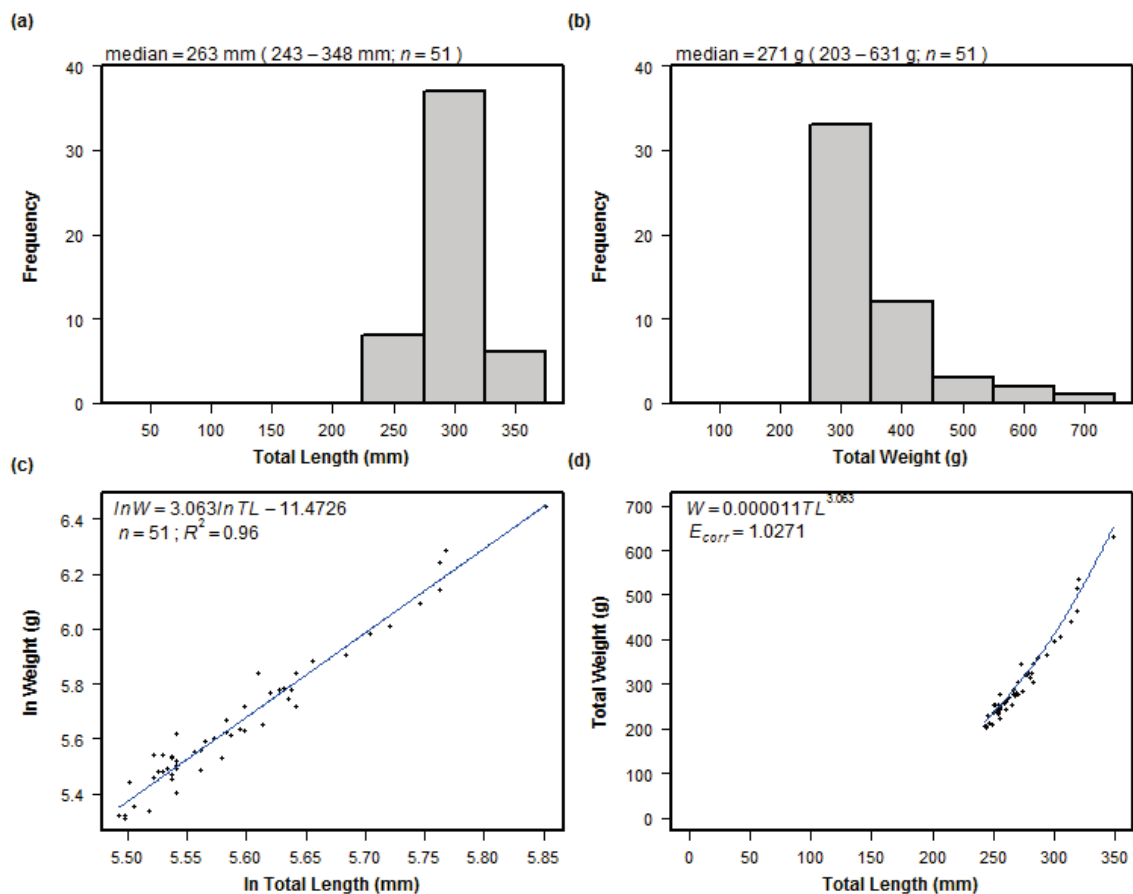 (a)
median = 263 mm ( 243 – 348 mm; n = 51 )
40
30
20
10
0
Frequency
50 100 150 200 250 300 350
Total Length (mm)
(b)
median = 271 g ( 203 – 631 g; n = 51 )
40
30
20
10
0
Frequency
100 200 300 400 500 600 700
Total Weight (g)
(c)
lnW = 3.063lnTL – 11.4726
n = 51 ; R² = 0.96
6.4
6.2
6.0
5.8
5.6
5.4
ln Weight (g)
5.50 5.55 5.60 5.65 5.70 5.75 5.80 5.85
ln Total Length (mm)
(d)
W = 0.000011TL^3.063
E_corr = 1.0271
700
600
500
400
300
200
100
0
Total Weight (g)
0 50 100 150 200 250 300 350
Total Length (mm)